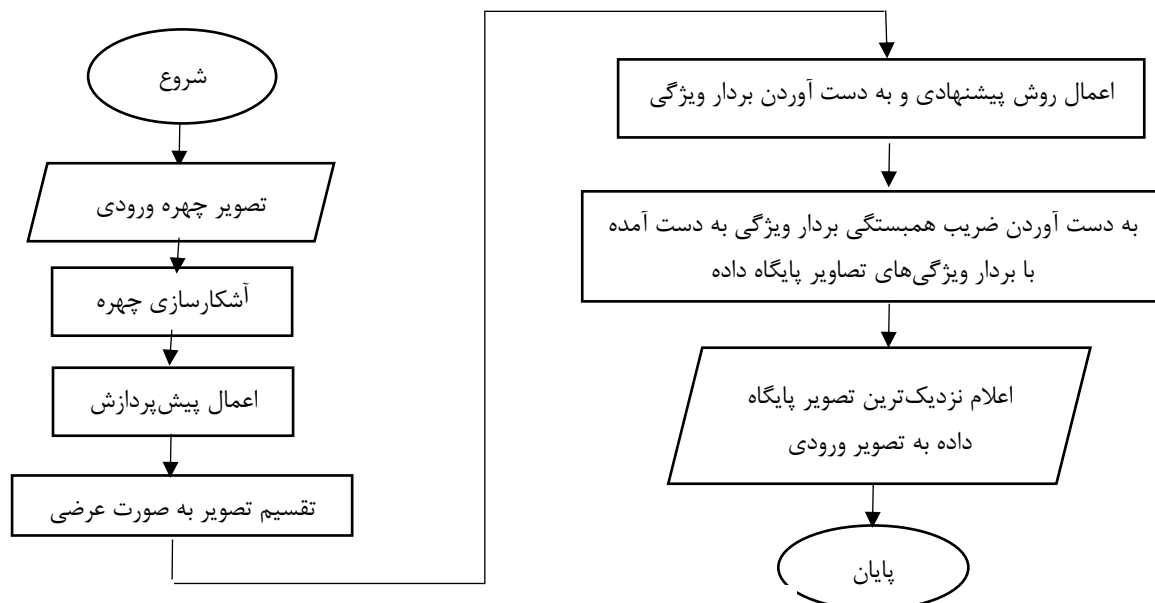 شروع
تصویر چهره ورودی
آشکارسازی چهره
اعمال پیش‌پردازش
تقسیم تصویر به صورت عرضی
اعمال روش پیشنهادی و به دست آوردن بردار ویژگی
به دست آوردن ضریب همبستگی بردار ویژگی به دست آمده
با بردار ویژگی‌های تصاویر پایگاه داده
اعلام نزدیک‌ترین تصویر پایگاه
داده به تصویر ورودی
پایان